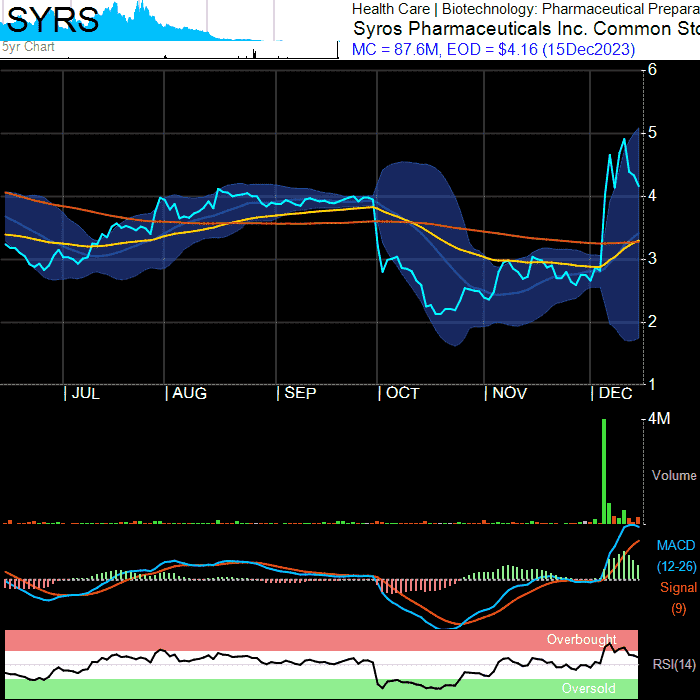 SYRS
Health Care | Biotechnology: Pharmaceutical Prepara
Syros Pharmaceuticals Inc. Common Sto
5yr Chart
MC = 87.6M, EOD = $4.16 (15Dec2023)
6
5
4
3
2
1
| JUL | AUG | SEP | OCT | NOV | DEC
4M
Volume
MACD
(12-26)
Signal
(9)
Overbought
RSI(14)
Oversold